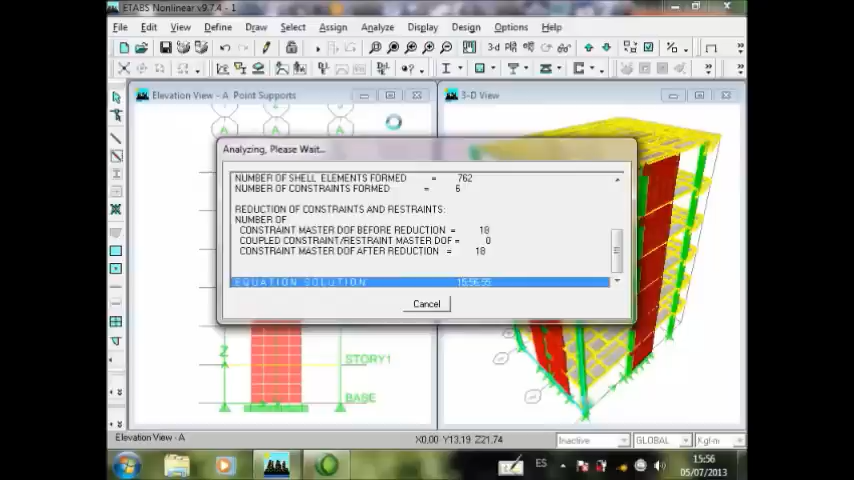 ETABS Nonlinear v9.7.4 - 1
File Edit View Define Draw Select Assign Analyze Display Design Options Help
3-d
Elevation View - A Point Supports
3-D View
A A A
Analyzing, Please Wait...
NUMBER OF SHELL ELEMENTS FORMED = 762
NUMBER OF CONSTRAINTS FORMED = 6
REDUCTION OF CONSTRAINTS AND RESTRAINTS:
NUMBER OF
CONSTRAINT MASTER DOF BEFORE REDUCTION = 18
COUPLED CONSTRAINT/RESTRAINT MASTER DOF = 0
CONSTRAINT MASTER DOF AFTER REDUCTION = 18
EQUATION SOLUTION
Cancel
Z
STORY1
BASE
Elevation View - A
X0.00 Y13.19 Z21.74
Inactive
GLOBAL
Kgf-m
ES
15:56
05/07/2013